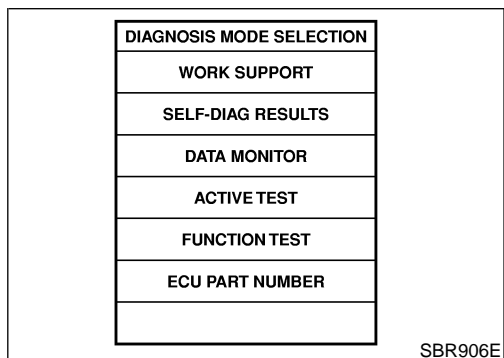 DIAGNOSIS MODE SELECTION
WORK SUPPORT
SELF-DIAG RESULTS
DATA MONITOR
ACTIVE TEST
FUNCTION TEST
ECU PART NUMBER
SBR906E